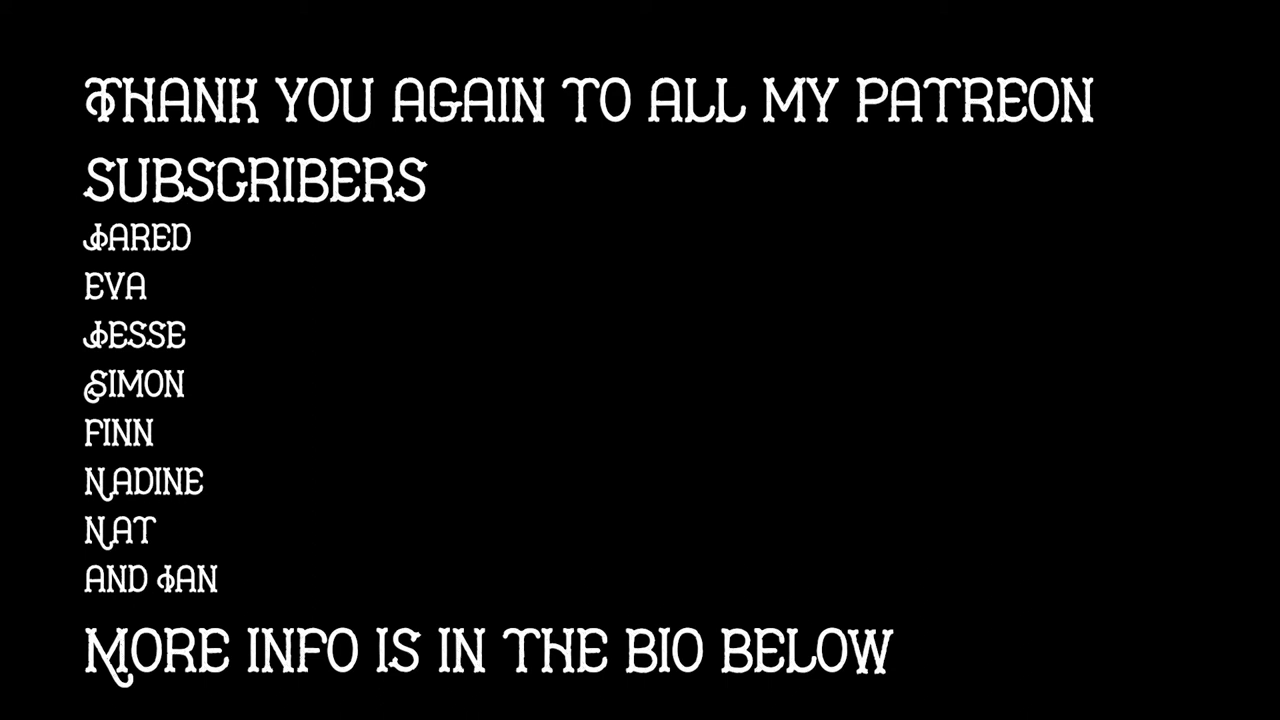 Thank you again to all my Patreon
subscribers
Jared
Eva
Jesse
Simon
Finn
Nadine
Nat
and Ian
More info is in the bio below